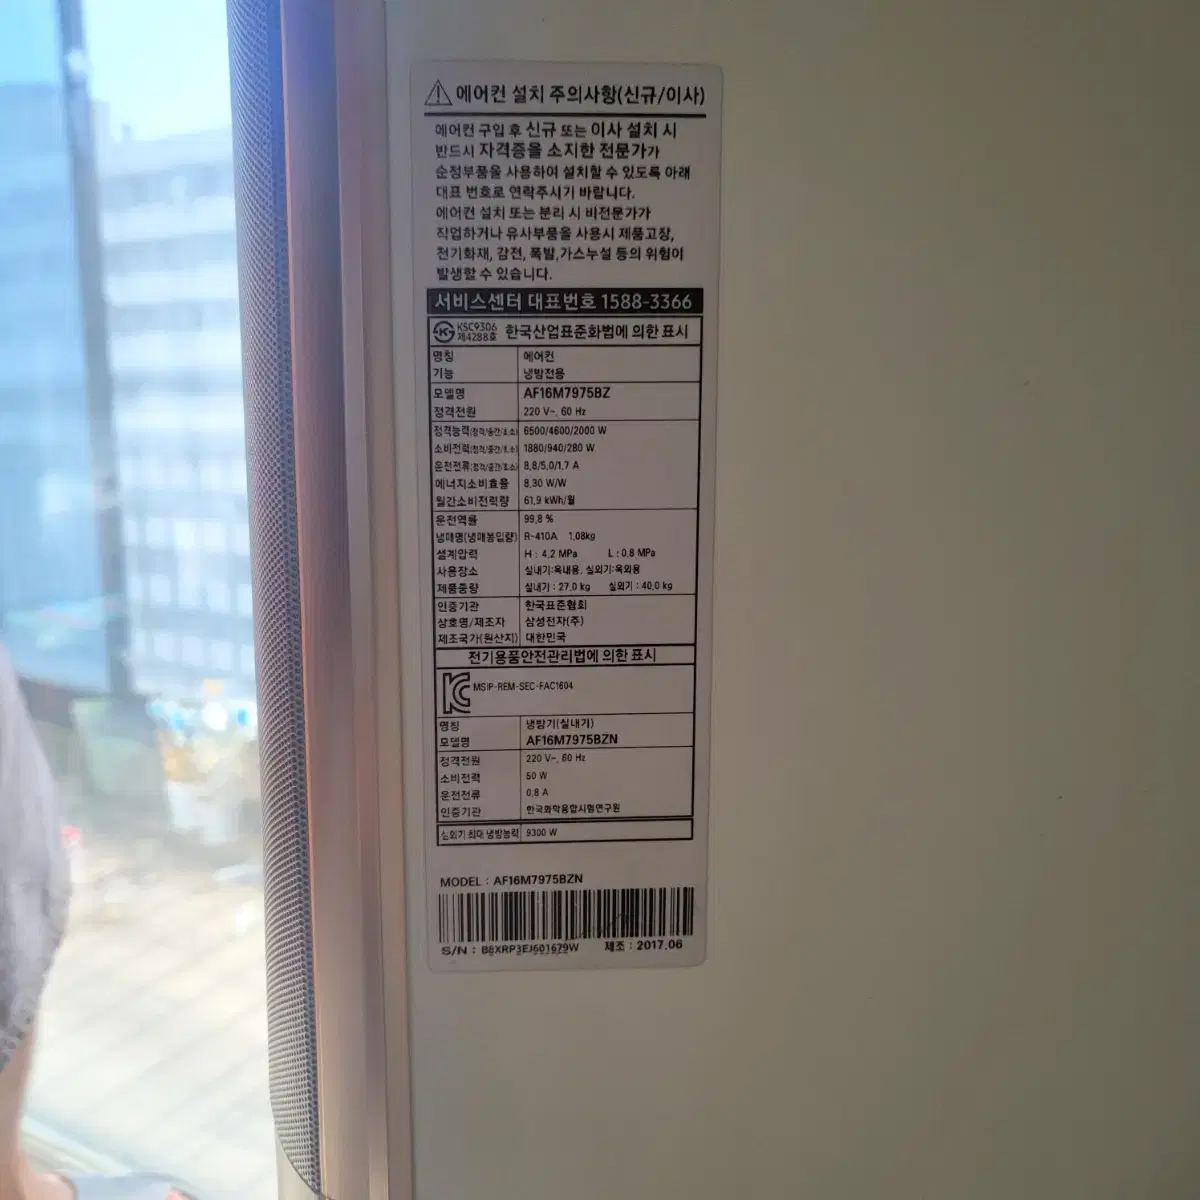 에어컨 설치 주의사항(신규/이사)
에어컨 구입 후 신규 또는 이사 설치 시
반드시 자격증을 소지한 전문가가
순정부품을 사용하여 설치할 수 있도록 아래
대표 번호로 연락주시기 바랍니다.
에어컨 설치 또는 분리 시 비전문가가
작업하거나 유사부품을 사용시 제품고장,
전기화재, 감전, 폭발,가스누설 등의 위험이
발생할 수 있습니다.
서비스센터 대표번호 1588-3366
KSC9306
제4288호
한국산업표준화법에 의한 표시
명칭 에어컨
기능 냉방전용
모델명 AF16M7975BZ
정격전원 220 V~, 60 Hz
정격능력(정격/중간/최소) 6500/4600/2000 W
소비전력(정격/중간/최소) 1880/940/280 W
운전전류(정격/중간/최소) 8.8/5.0/1.7 A
에너지소비효율 8.30 W/W
월간소비전력량 61.9 kWh/월
운전역률 99.8 %
냉매명(냉매봉입량) R-410A 1.08kg
설계압력 H : 4.2 MPa L : 0.8 MPa
사용장소 실내기:옥내용, 실외기:옥외용
제품중량 실내기 : 27.0 kg 실외기 : 40.0 kg
인증기관 한국표준협회
상호명/제조자 삼성전자(주)
제조국가(원산지) 대한민국
전기용품안전관리법에 의한 표시
MSIP-REM-SEC-FAC1604
명칭 냉방기(실내기)
모델명 AF16M7975BZN
정격전원 220 V~, 60 Hz
소비전력 50 W
운전전류 0.8 A
인증기관 한국화학융합시험연구원
실외기 최대 냉방능력 9300 W
MODEL : AF16M7975BZN
S/N : B8XRP3EJ601679W 제조 : 2017.06